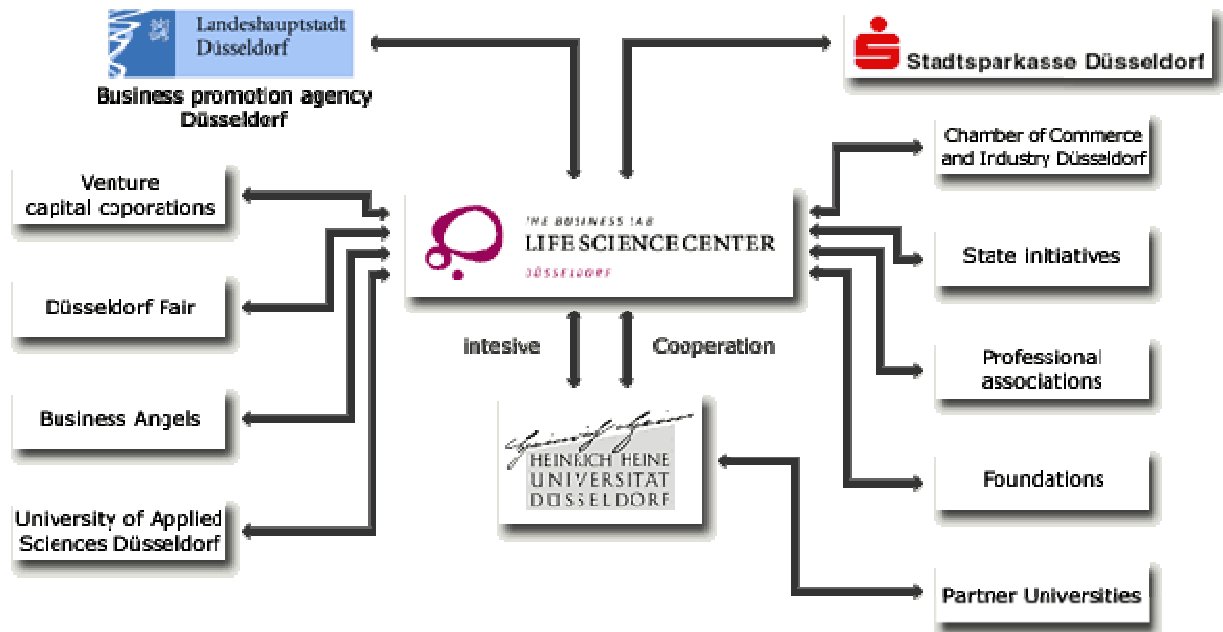 Landeshauptstadt
Düsseldorf
Business promotion agency
Düsseldorf
Stadtsparkasse Düsseldorf
Chamber of Commerce
and Industry Düsseldorf
Venture
capital coporations
THE BUSINESS LAB
LIFE SCIENCE CENTER
DÜSSELDORF
State initiatives
Düsseldorf Fair
intesive
Cooperation
Professional
associations
Business Angels
Heinrich Heine
HEINRICH HEINE
UNIVERSITÄT
DÜSSELDORF
Foundations
University of Applied
Sciences Düsseldorf
Partner Universities